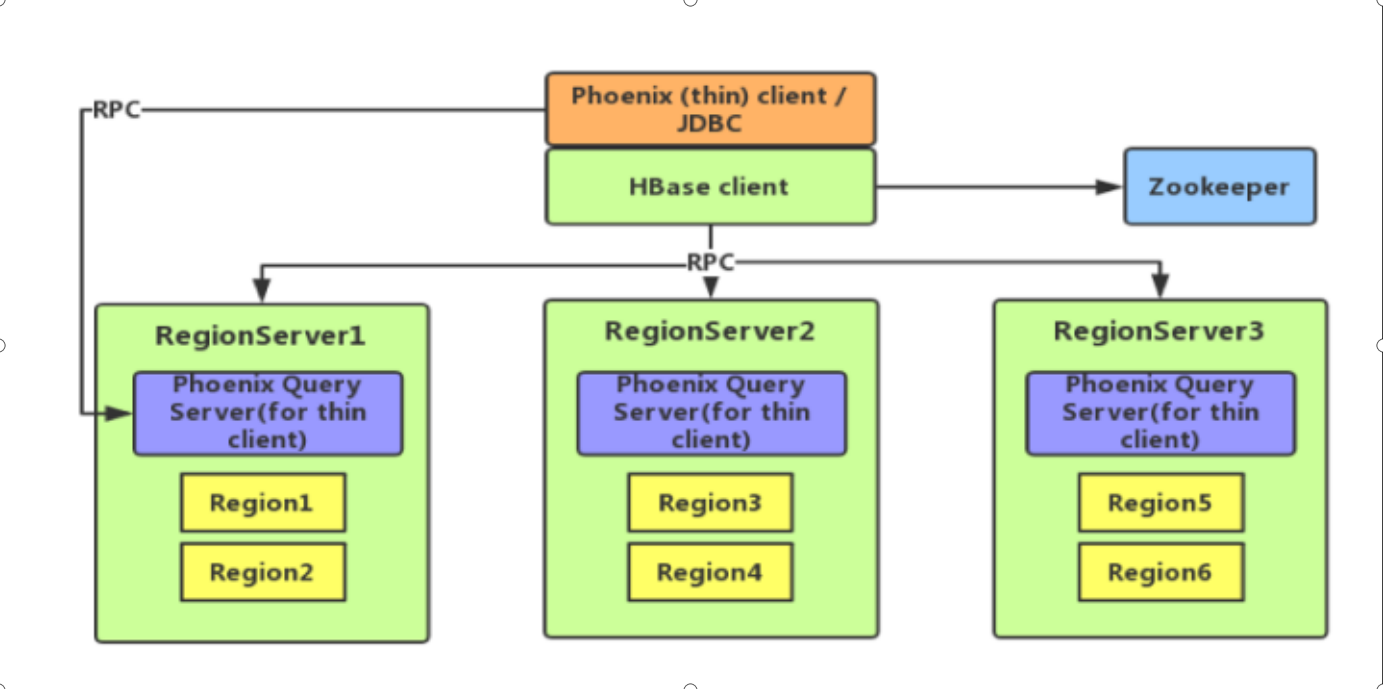 Phoenix (thin) client /
JDBC
RPC
HBase client
Zookeeper
RPC
RegionServer1
Phoenix Query
Server(for thin
client)
Region1
Region2
RegionServer2
Phoenix Query
Server(for thin
client)
Region3
Region4
RegionServer3
Phoenix Query
Server(for thin
client)
Region5
Region6